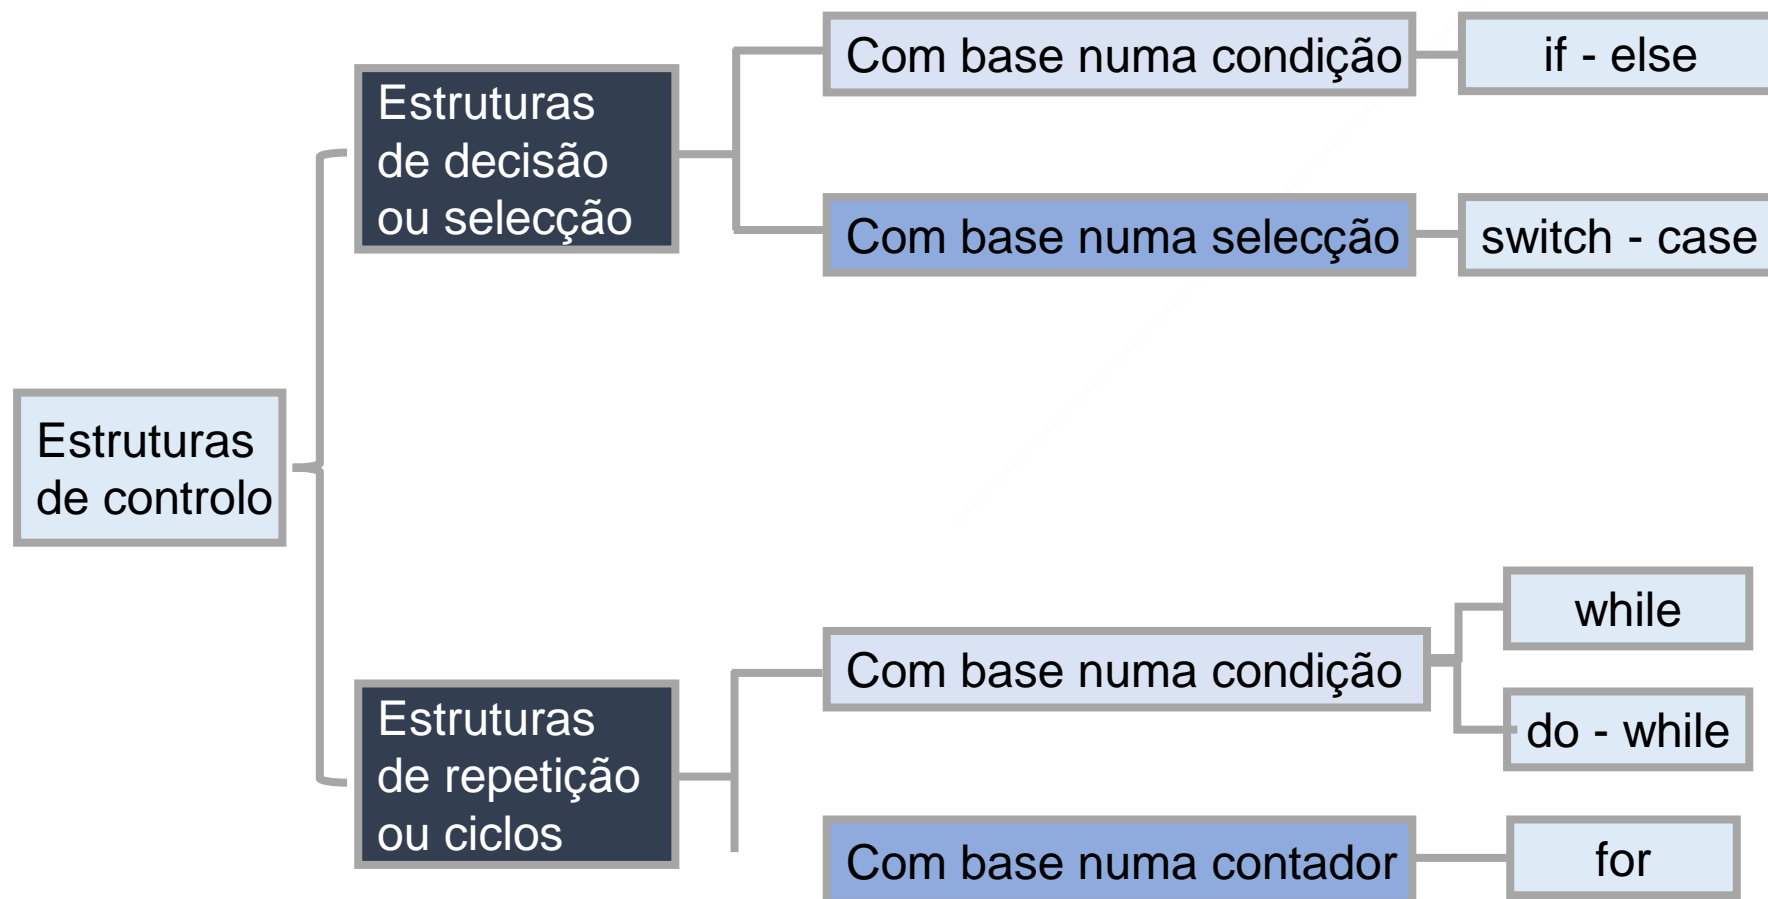 Estruturas
de controlo
Estruturas
de decisão
ou selecção
Com base numa condição
if - else
Com base numa selecção
switch - case
Estruturas
de repetição
ou ciclos
Com base numa condição
while
do - while
Com base numa contador
for